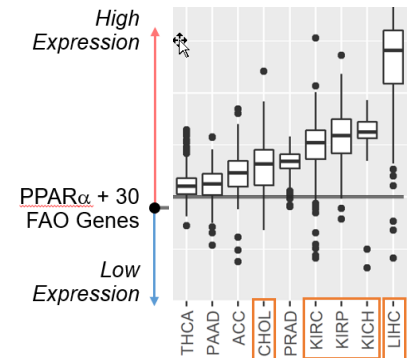 High
Expression
PPARα + 30
FAO Genes
Low
Expression
THCA
PAAD
ACC
CHOL
PRAD
KIRC
KIRP
KICH
LIHC